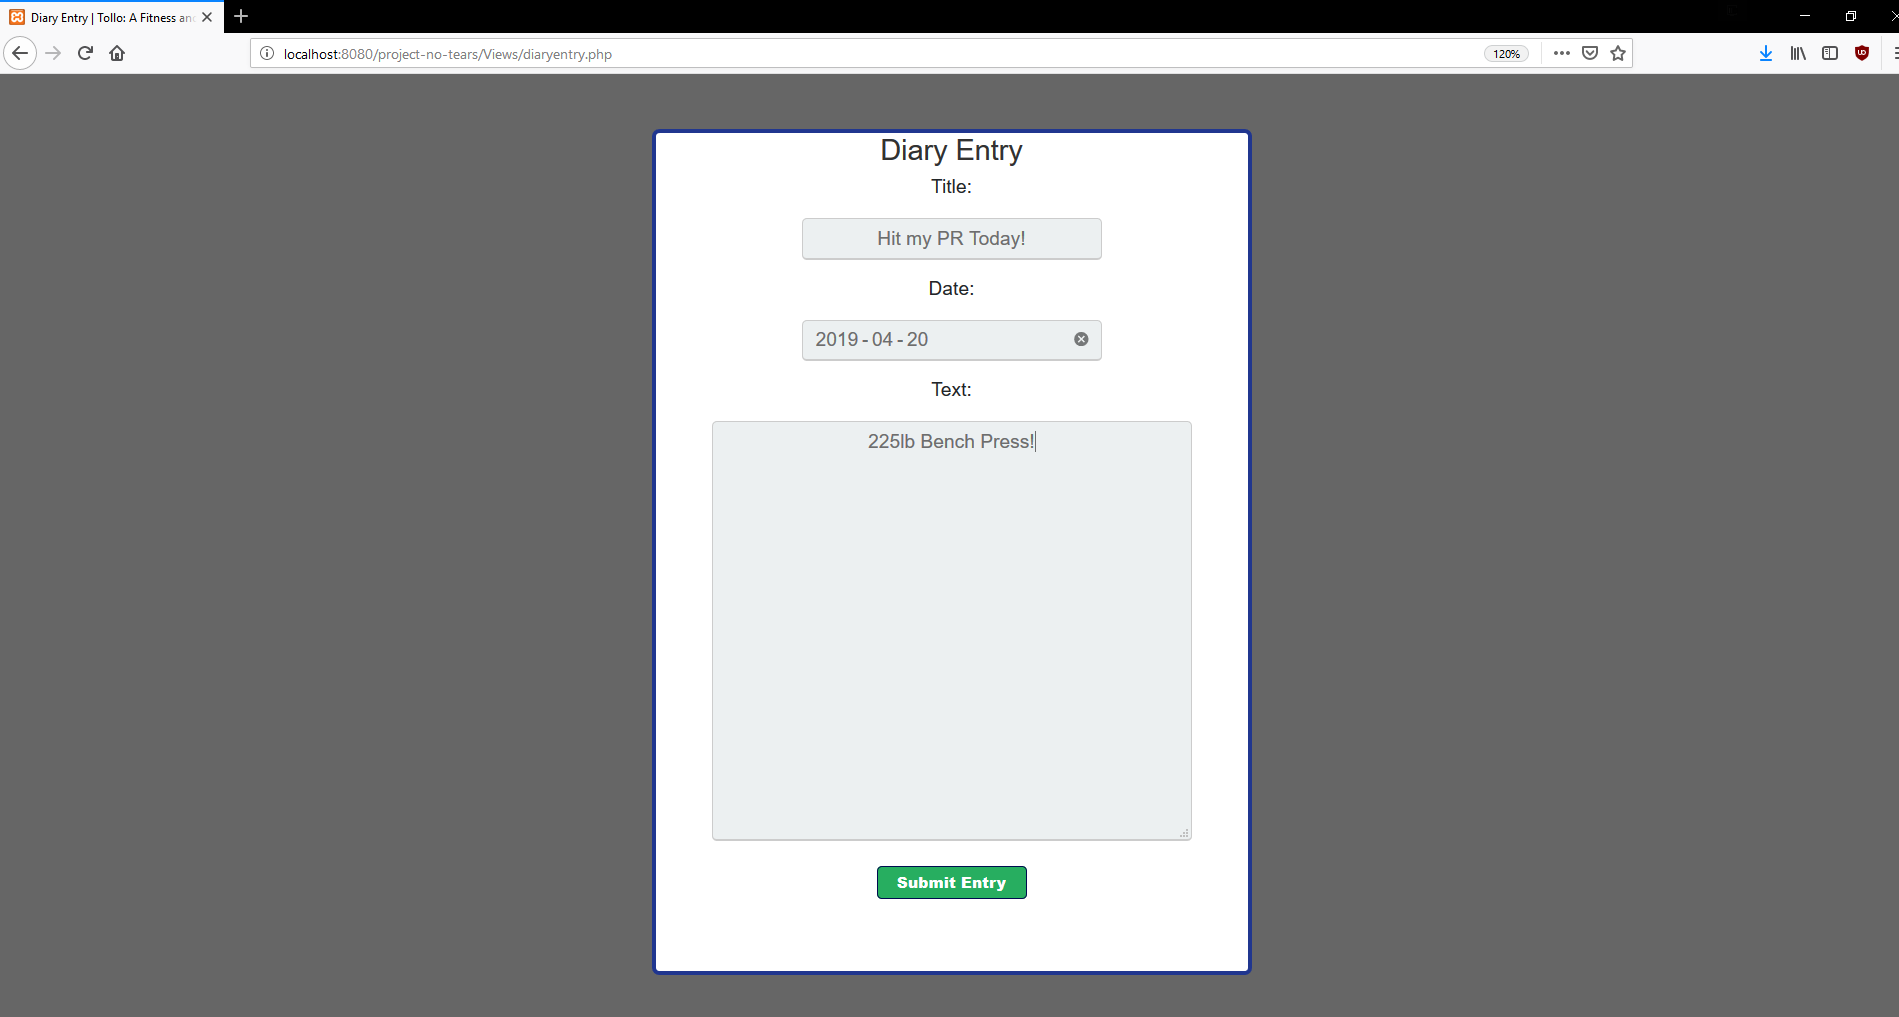 Diary Entry | Tollo: A Fitness an
localhost:8080/project-no-tears/Views/diaryentry.php
120%
Diary Entry
Title:
Hit my PR Today!
Date:
2019-04-20
Text:
225lb Bench Press!
Submit Entry